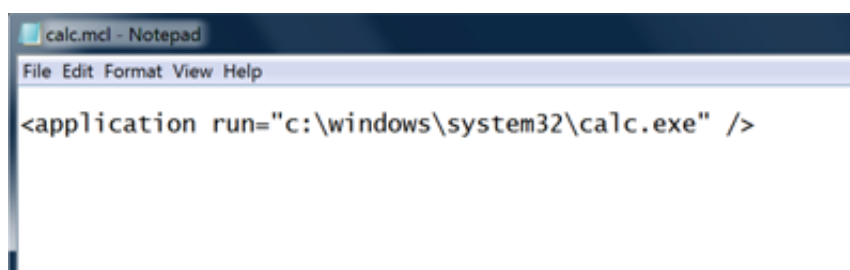 calc.mcl - Notepad
File Edit Format View Help
<application run="c:\windows\system32\calc.exe" />